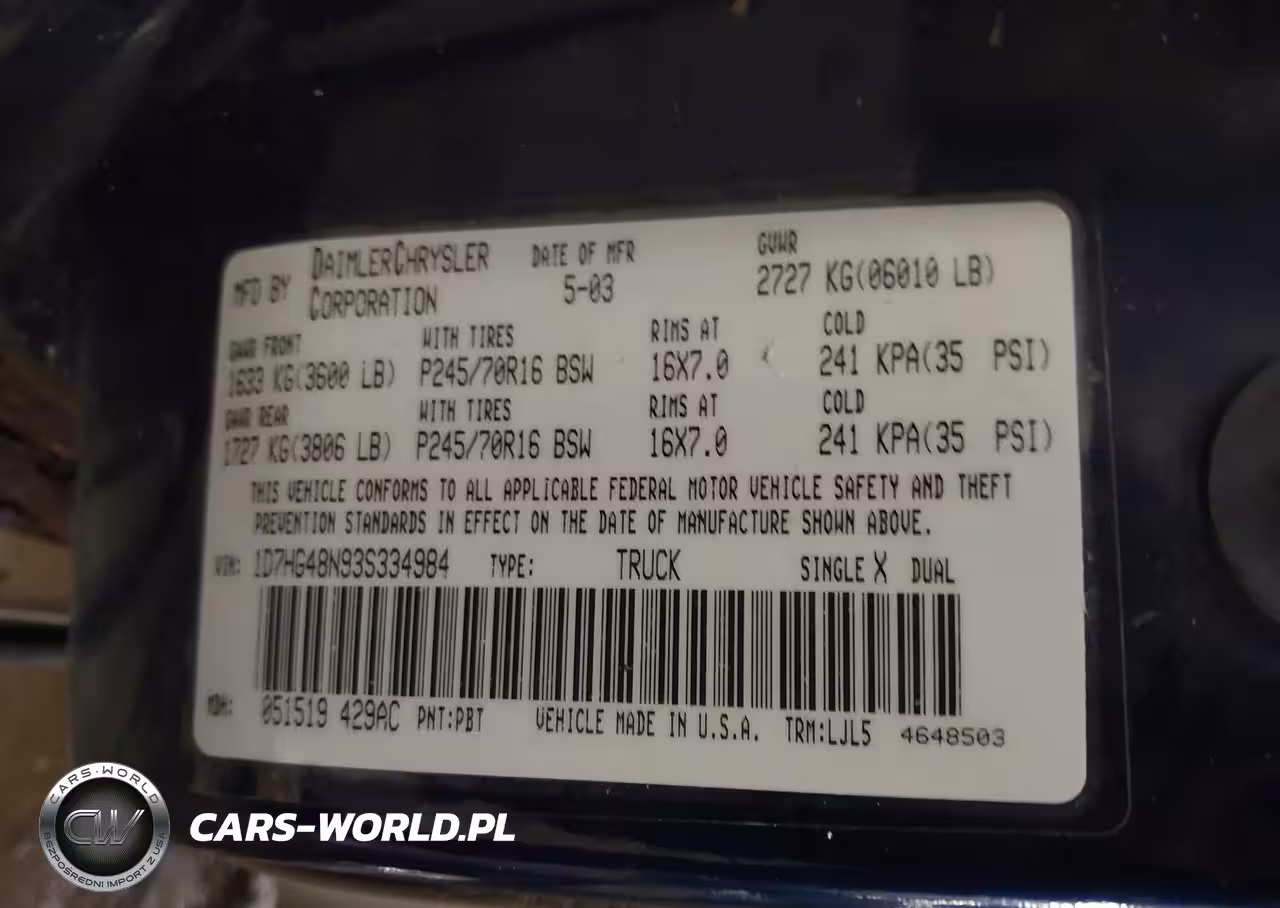 MFD BY DAIMLERCHRYSLER CORPORATION DATE OF MFR 5-03 GVWR 2727 KG(06010 LB)
GAWR FRONT WITH TIRES RIMS AT COLD
1633 KG(3600 LB) P245/70R16 BSW 16X7.0 241 KPA(35 PSI)
GAWR REAR WITH TIRES RIMS AT COLD
1727 KG(3806 LB) P245/70R16 BSW 16X7.0 241 KPA(35 PSI)
THIS VEHICLE CONFORMS TO ALL APPLICABLE FEDERAL MOTOR VEHICLE SAFETY AND THEFT
PREVENTION STANDARDS IN EFFECT ON THE DATE OF MANUFACTURE SHOWN ABOVE.
VIN: 1D7HG48N93S334984 TYPE: TRUCK SINGLE X DUAL
MDH: 051519 429AC PNT:PBT VEHICLE MADE IN U.S.A. TRM:LJL5 4648503
CARS-WORLD
CW
BEZPOŚREDNI IMPORT Z USA
CARS-WORLD.PL